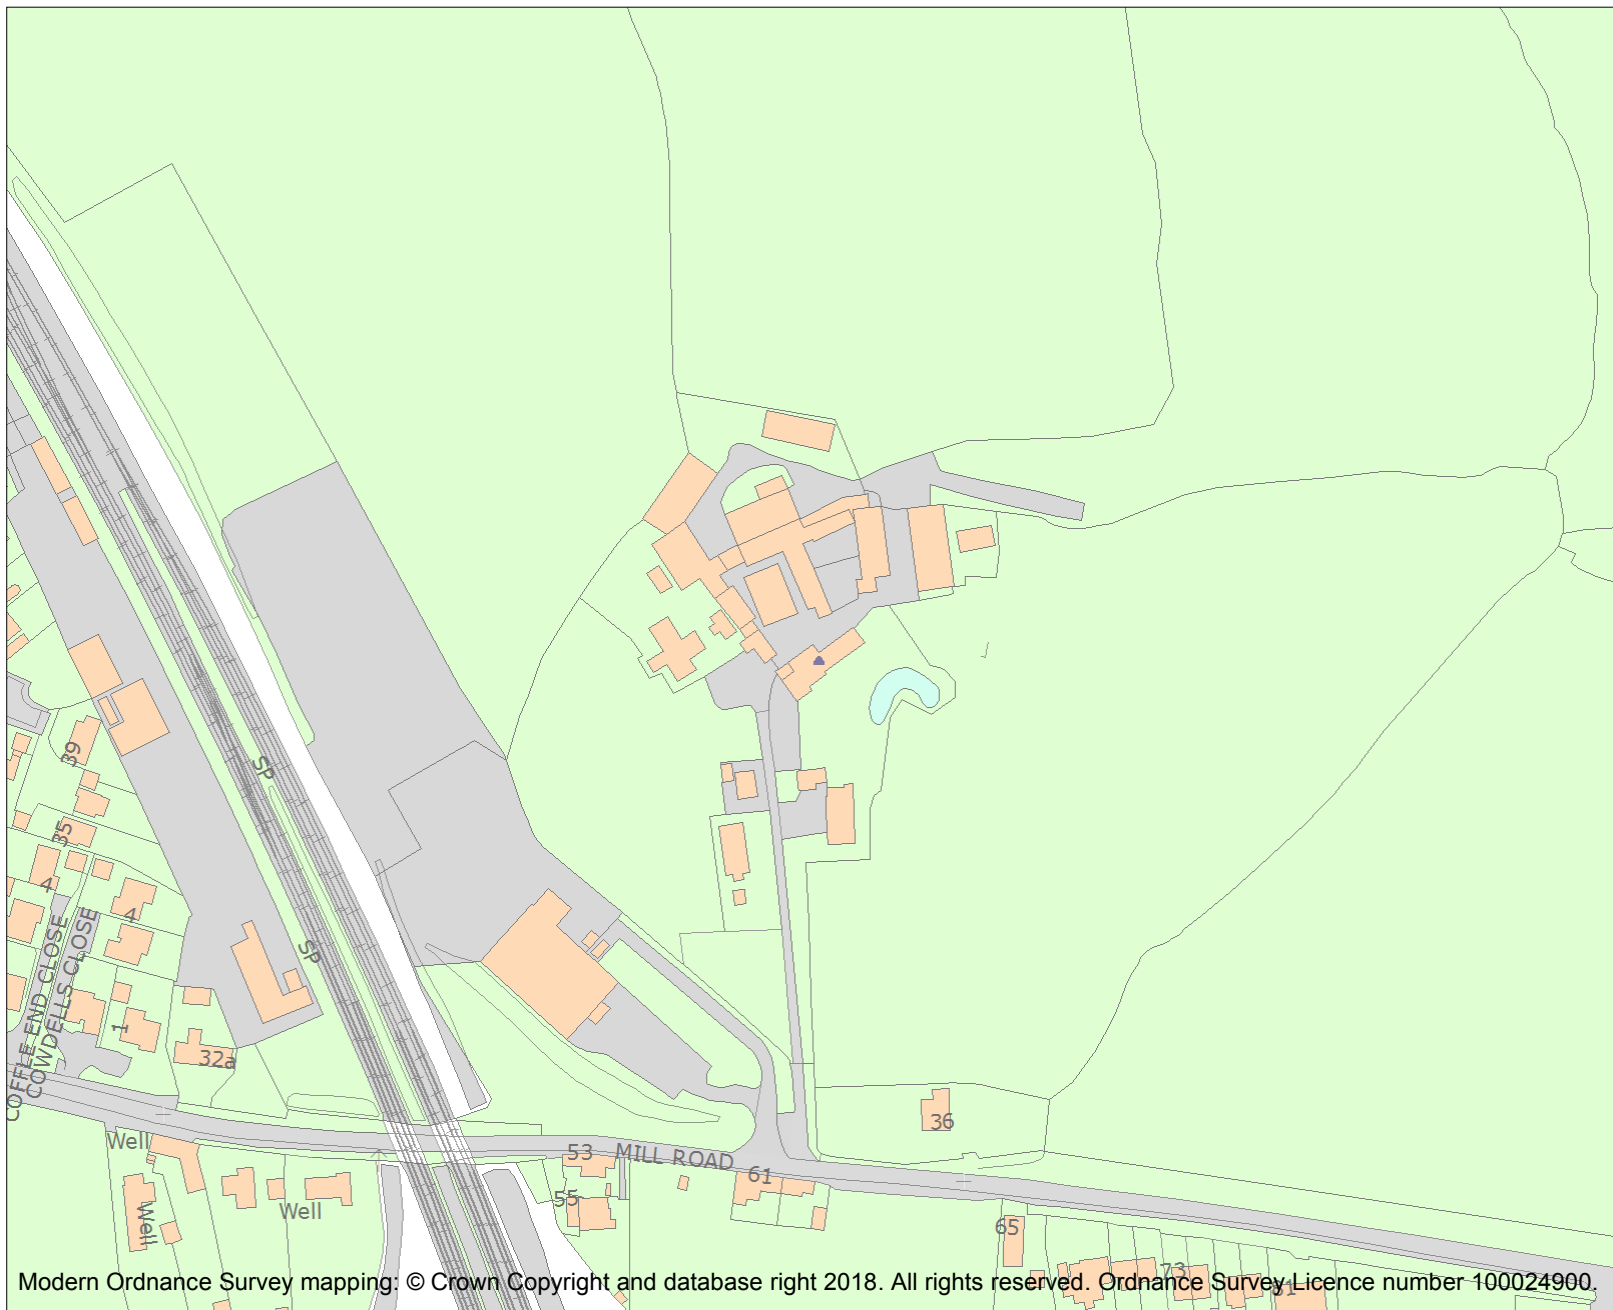 SP
39
35
4
4
SP
COFFLE END CLOSE
COWDELLS CLOSE
1
32a
36
Well
53
MILL ROAD
61
55
Well
Well
65
73
81
Modern Ordnance Survey mapping: © Crown Copyright and database right 2018. All rights reserved. Ordnance Survey Licence number 100024900.